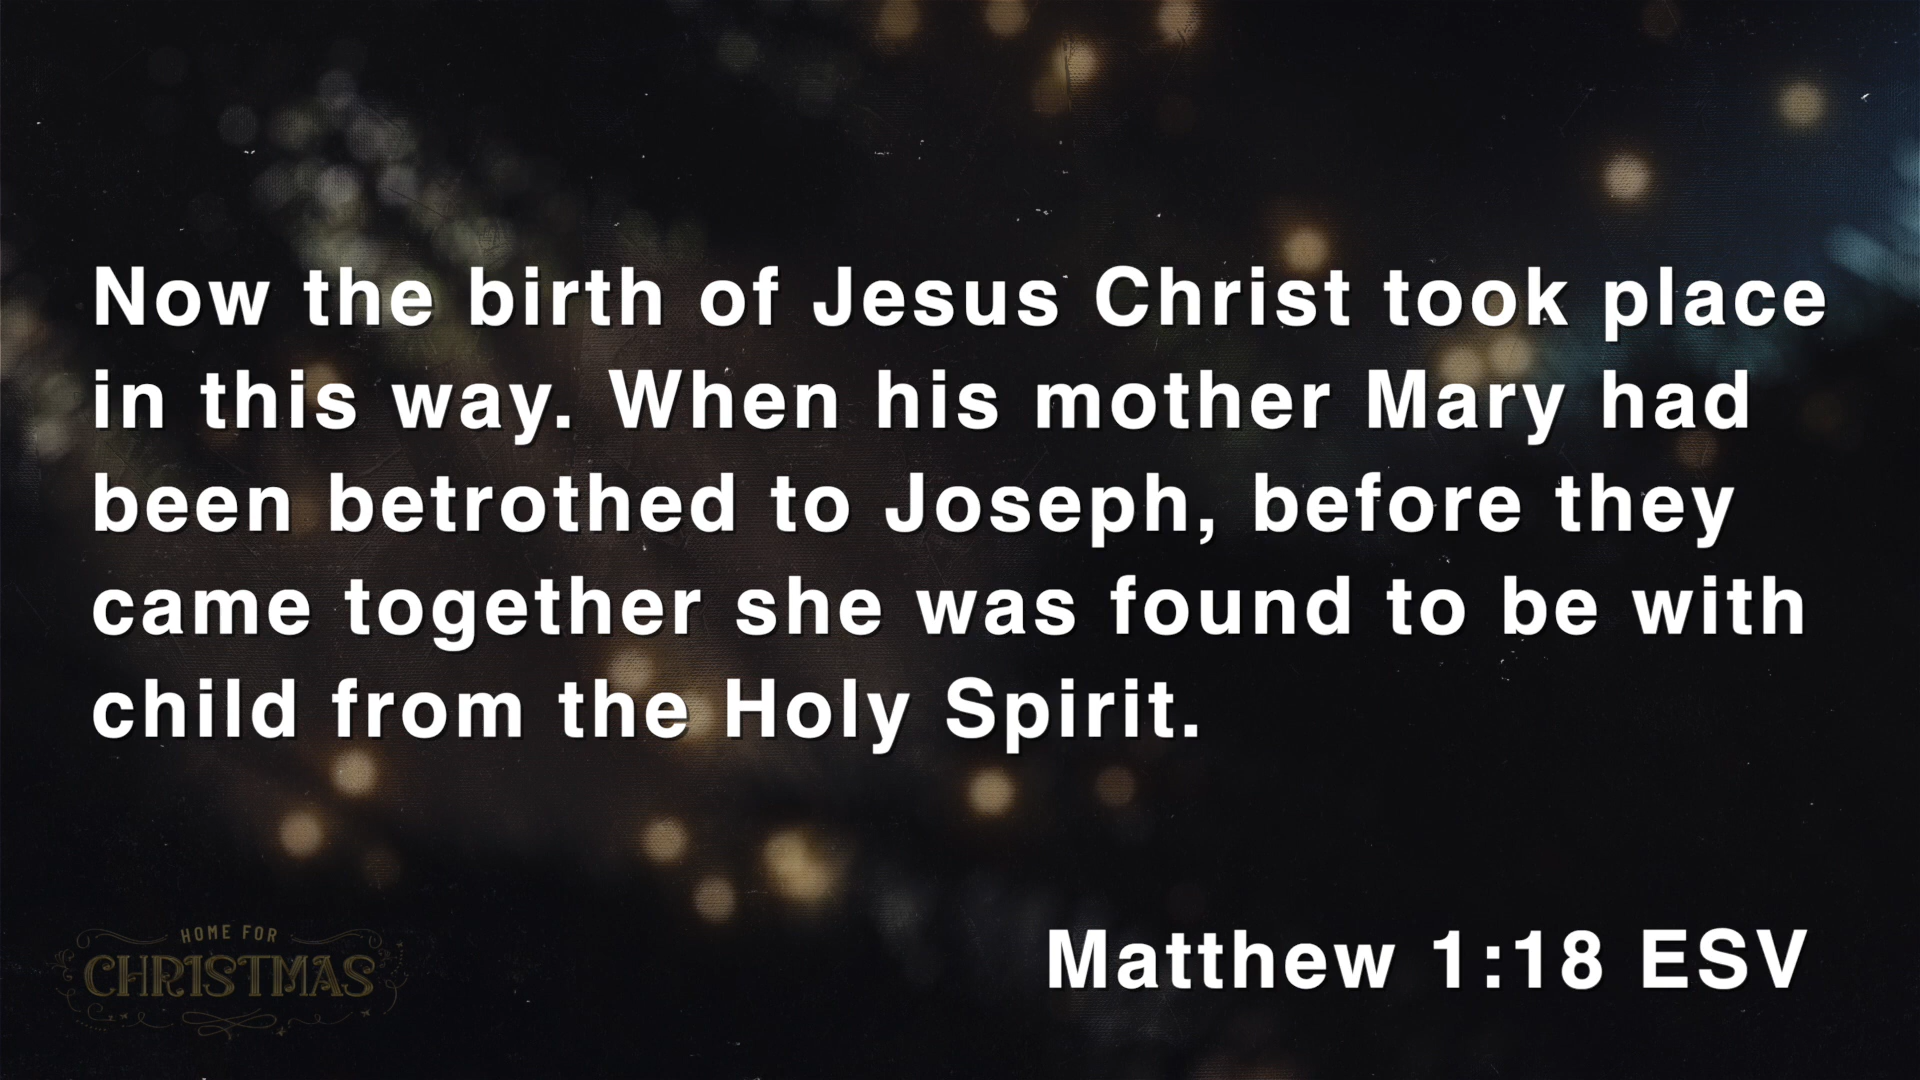 Now the birth of Jesus Christ took place
in this way. When his mother Mary had
been betrothed to Joseph, before they
came together she was found to be with
child from the Holy Spirit.
HOME FOR
CHRISTMAS
Matthew 1:18 ESV